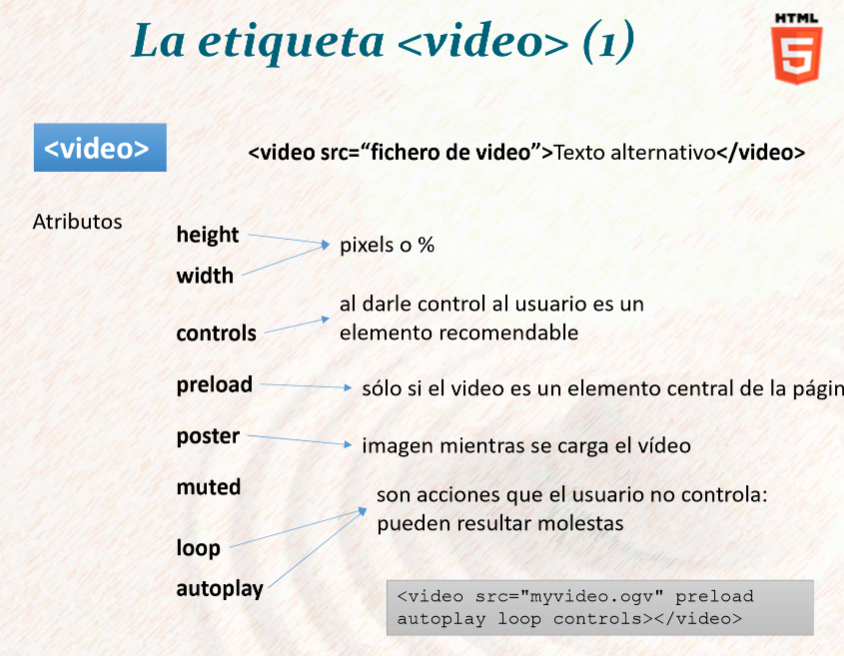 La etiqueta <video> (1)
HTML
5
<video>
<video src=“fichero de video”>Texto alternativo</video>
Atributos
height
width
pixels o %
controls
al darle control al usuario es un
elemento recomendable
preload
sólo si el video es un elemento central de la págin
poster
imagen mientras se carga el vídeo
muted
loop
autoplay
son acciones que el usuario no controla:
pueden resultar molestas
<video src="myvideo.ogv" preload
autoplay loop controls></video>